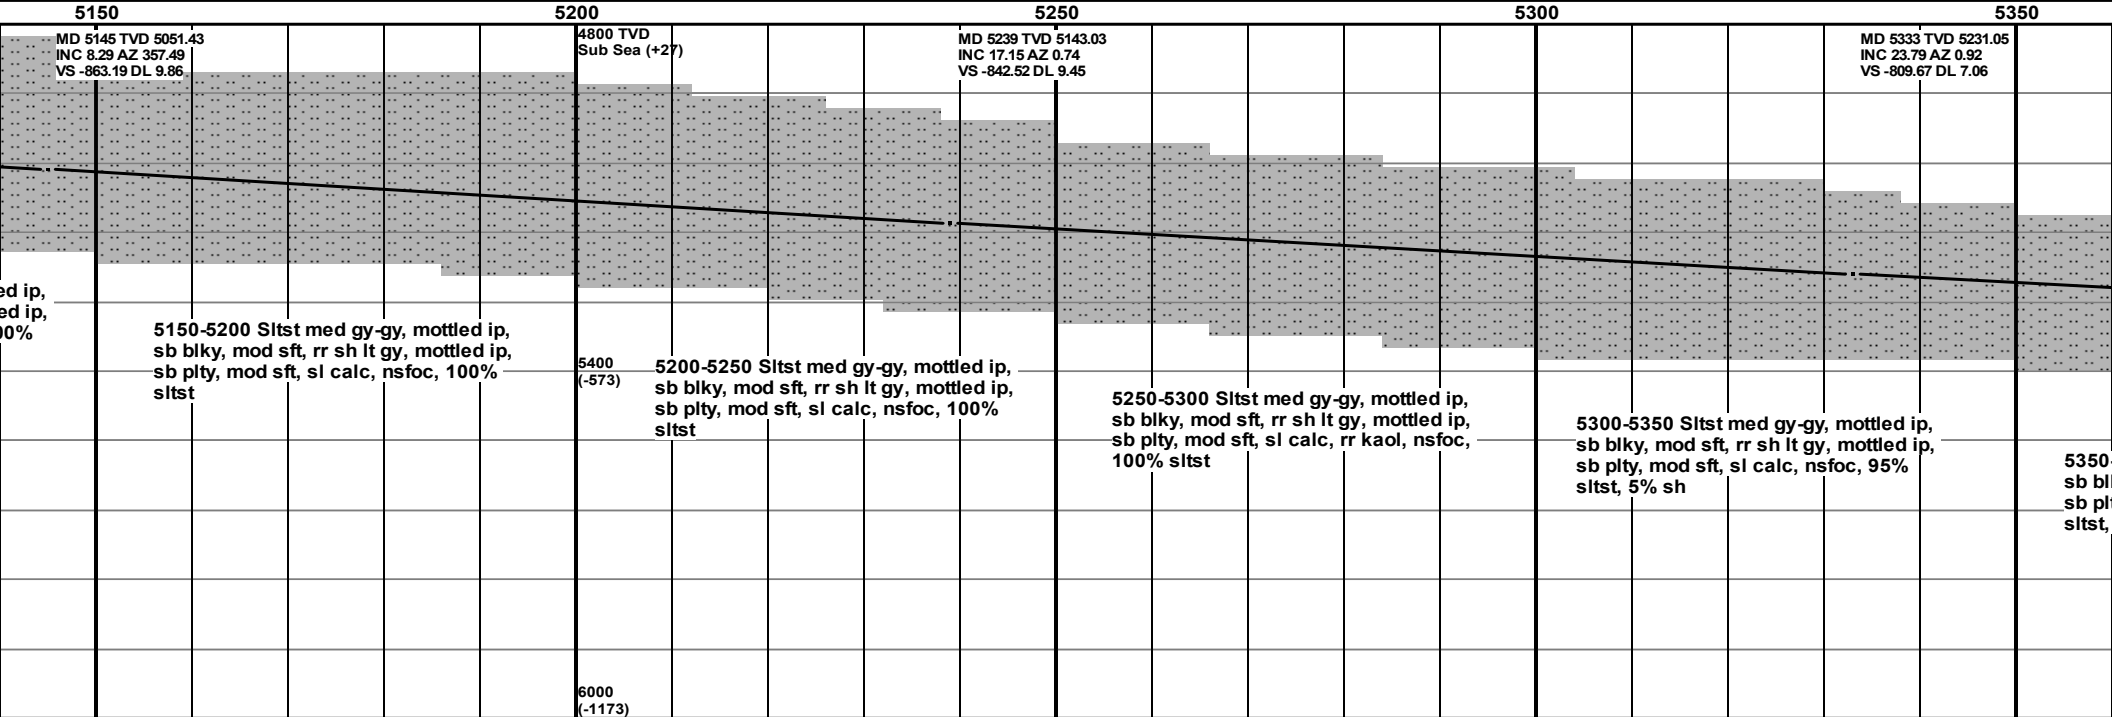 5150 5200 5250 5300 5350
MD 5145 TVD 5051.43
INC 8.29 AZ 357.49
VS -863.19 DL 9.86
4800 TVD
Sub Sea (+27)
MD 5239 TVD 5143.03
INC 17.15 AZ 0.74
VS -842.52 DL 9.45
MD 5333 TVD 5231.05
INC 23.79 AZ 0.92
VS -809.67 DL 7.06
ed ip,
ed ip,
00%
5150-5200 Sltst med gy-gy, mottled ip,
sb blky, mod sft, rr sh lt gy, mottled ip,
sb plty, mod sft, sl calc, nsfoc, 100%
sltst
5400
(-573)
5200-5250 Sltst med gy-gy, mottled ip,
sb blky, mod sft, rr sh lt gy, mottled ip,
sb plty, mod sft, sl calc, nsfoc, 100%
sltst
5250-5300 Sltst med gy-gy, mottled ip,
sb blky, mod sft, rr sh lt gy, mottled ip,
sb plty, mod sft, sl calc, rr kaol, nsfoc,
100% sltst
5300-5350 Sltst med gy-gy, mottled ip,
sb blky, mod sft, rr sh lt gy, mottled ip,
sb plty, mod sft, sl calc, nsfoc, 95%
sltst, 5% sh
5350-
sb bl
sb plt
sltst,
6000
(-1173)